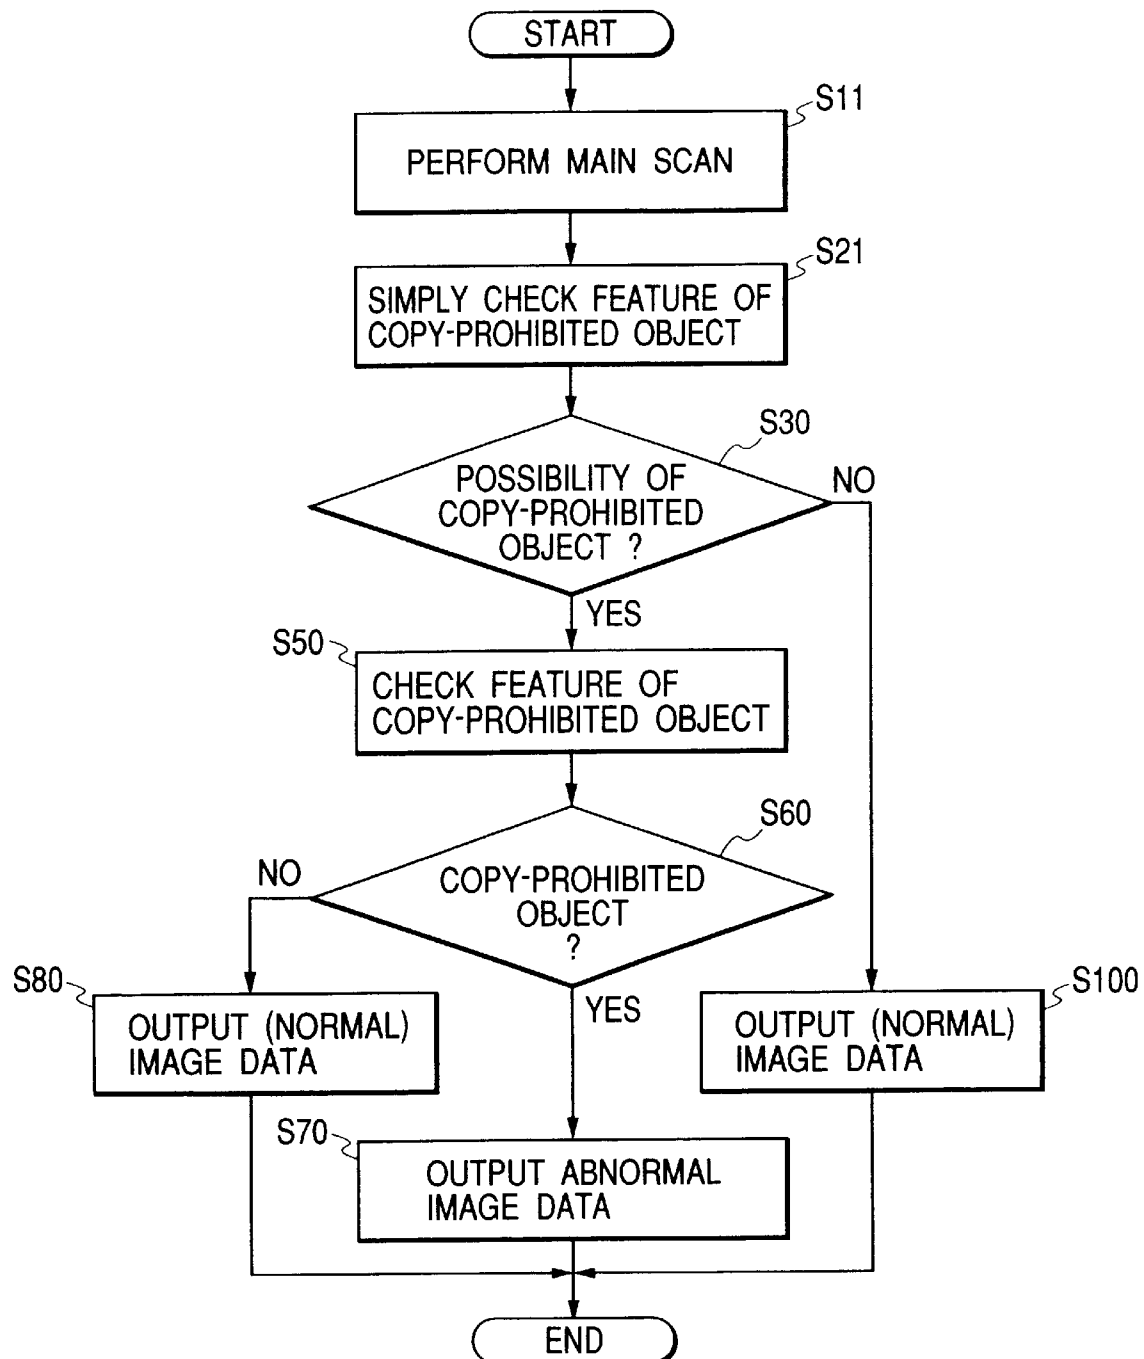 START
S11
PERFORM MAIN SCAN
S21
SIMPLY CHECK FEATURE OF
COPY-PROHIBITED OBJECT
S30
POSSIBILITY OF
COPY-PROHIBITED
OBJECT ?
NO
YES
S50
CHECK FEATURE OF
COPY-PROHIBITED OBJECT
S60
COPY-PROHIBITED
OBJECT
?
NO
YES
S80
OUTPUT (NORMAL)
IMAGE DATA
S100
OUTPUT (NORMAL)
IMAGE DATA
S70
OUTPUT ABNORMAL
IMAGE DATA
END